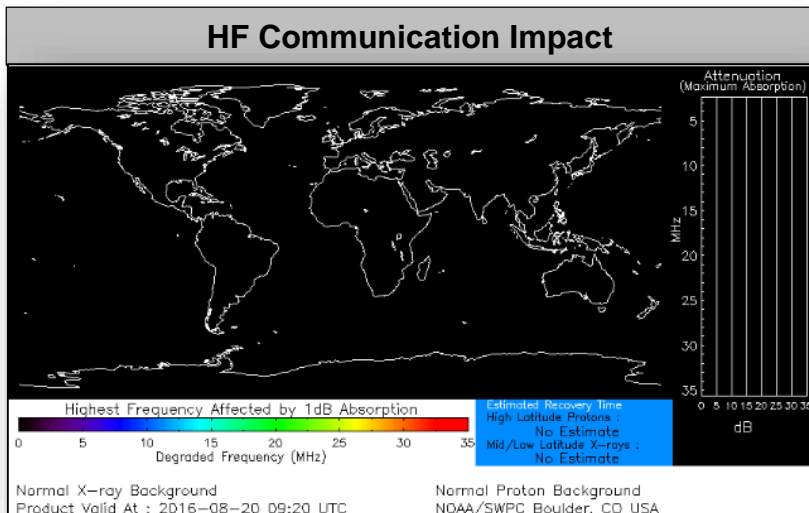 HF Communication Impact
Attenuation
(Maximum Absorption)
5
10
15
20
25
30
35
MHz
0 5 10 15 20 25 30 35
dB
Highest Frequency Affected by 1dB Absorption
0 5 10 15 20 25 30 35
Degraded Frequency (MHz)
Estimated Recovery Time
High Latitude Protons :
No Estimate
Mid/Low Latitude X-rays :
No Estimate
Normal X-ray Background
Product Valid At : 2016-08-20 09:20 UTC
Normal Proton Background
NOAA/SWPC Boulder, CO USA